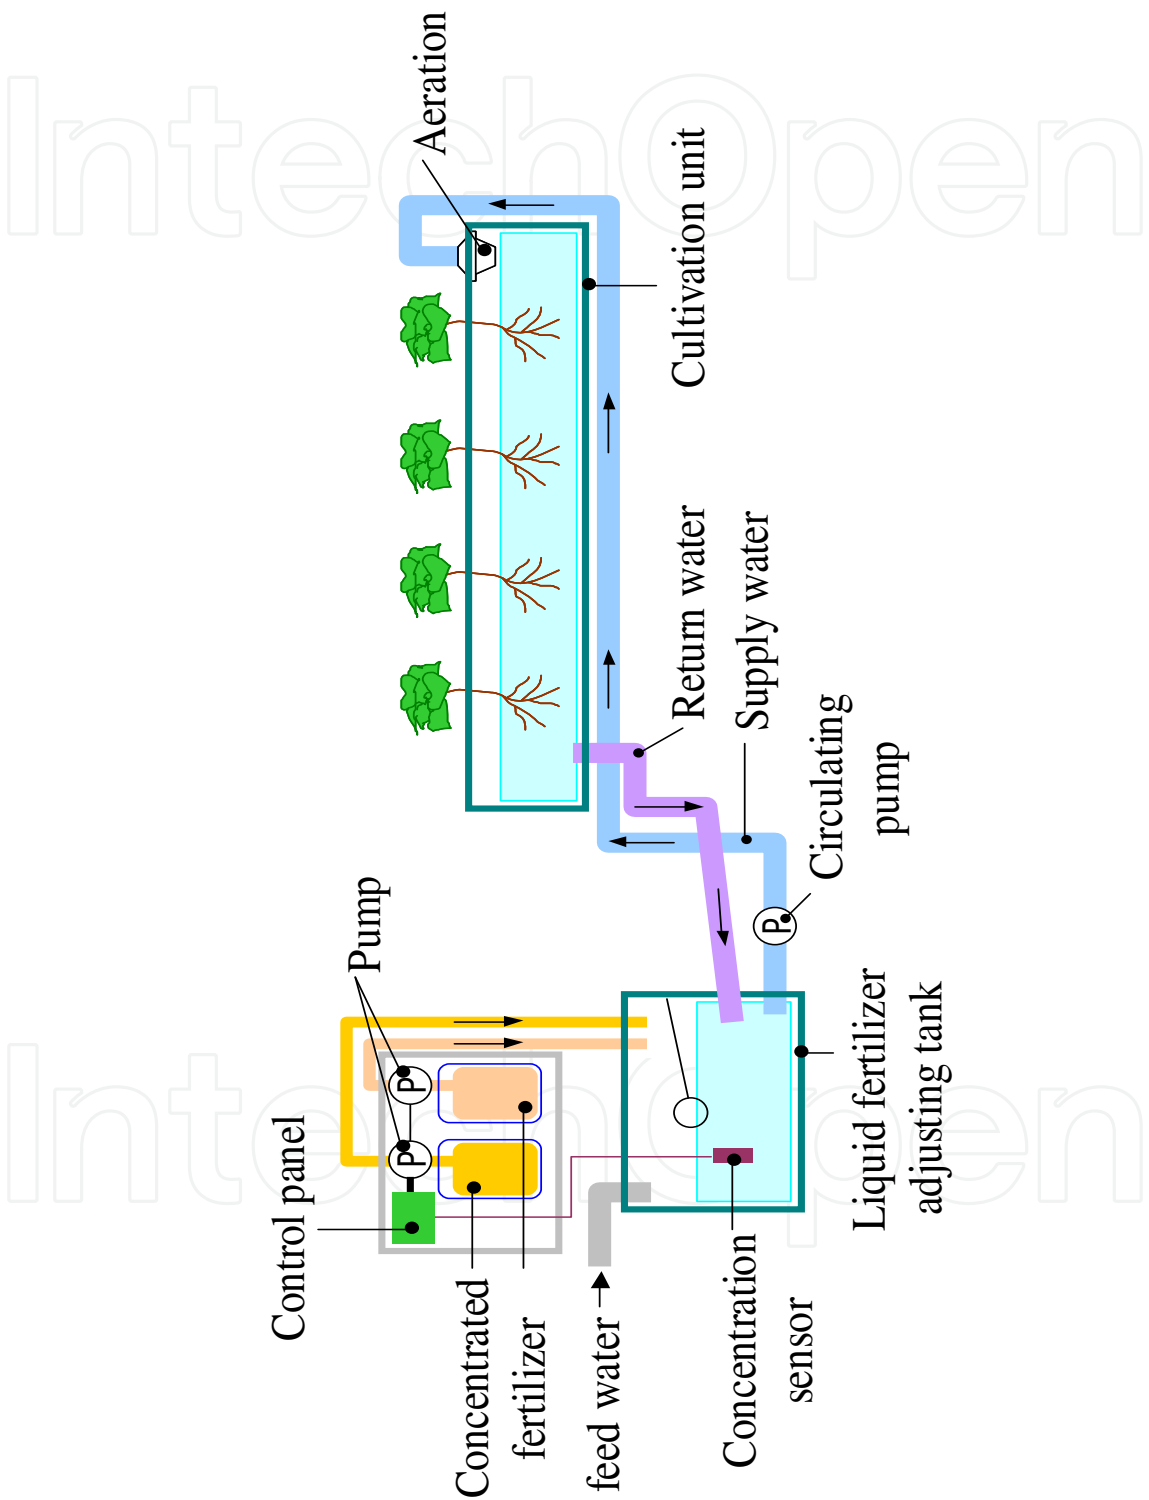 IntechOpen
IntechOpen
Control panel
Pump
P
P
Concentrated
fertilizer
feed water
Concentration
sensor
Liquid fertilizer
adjusting tank
P
Circulating
pump
Return water
Supply water
Cultivation unit
Aeration